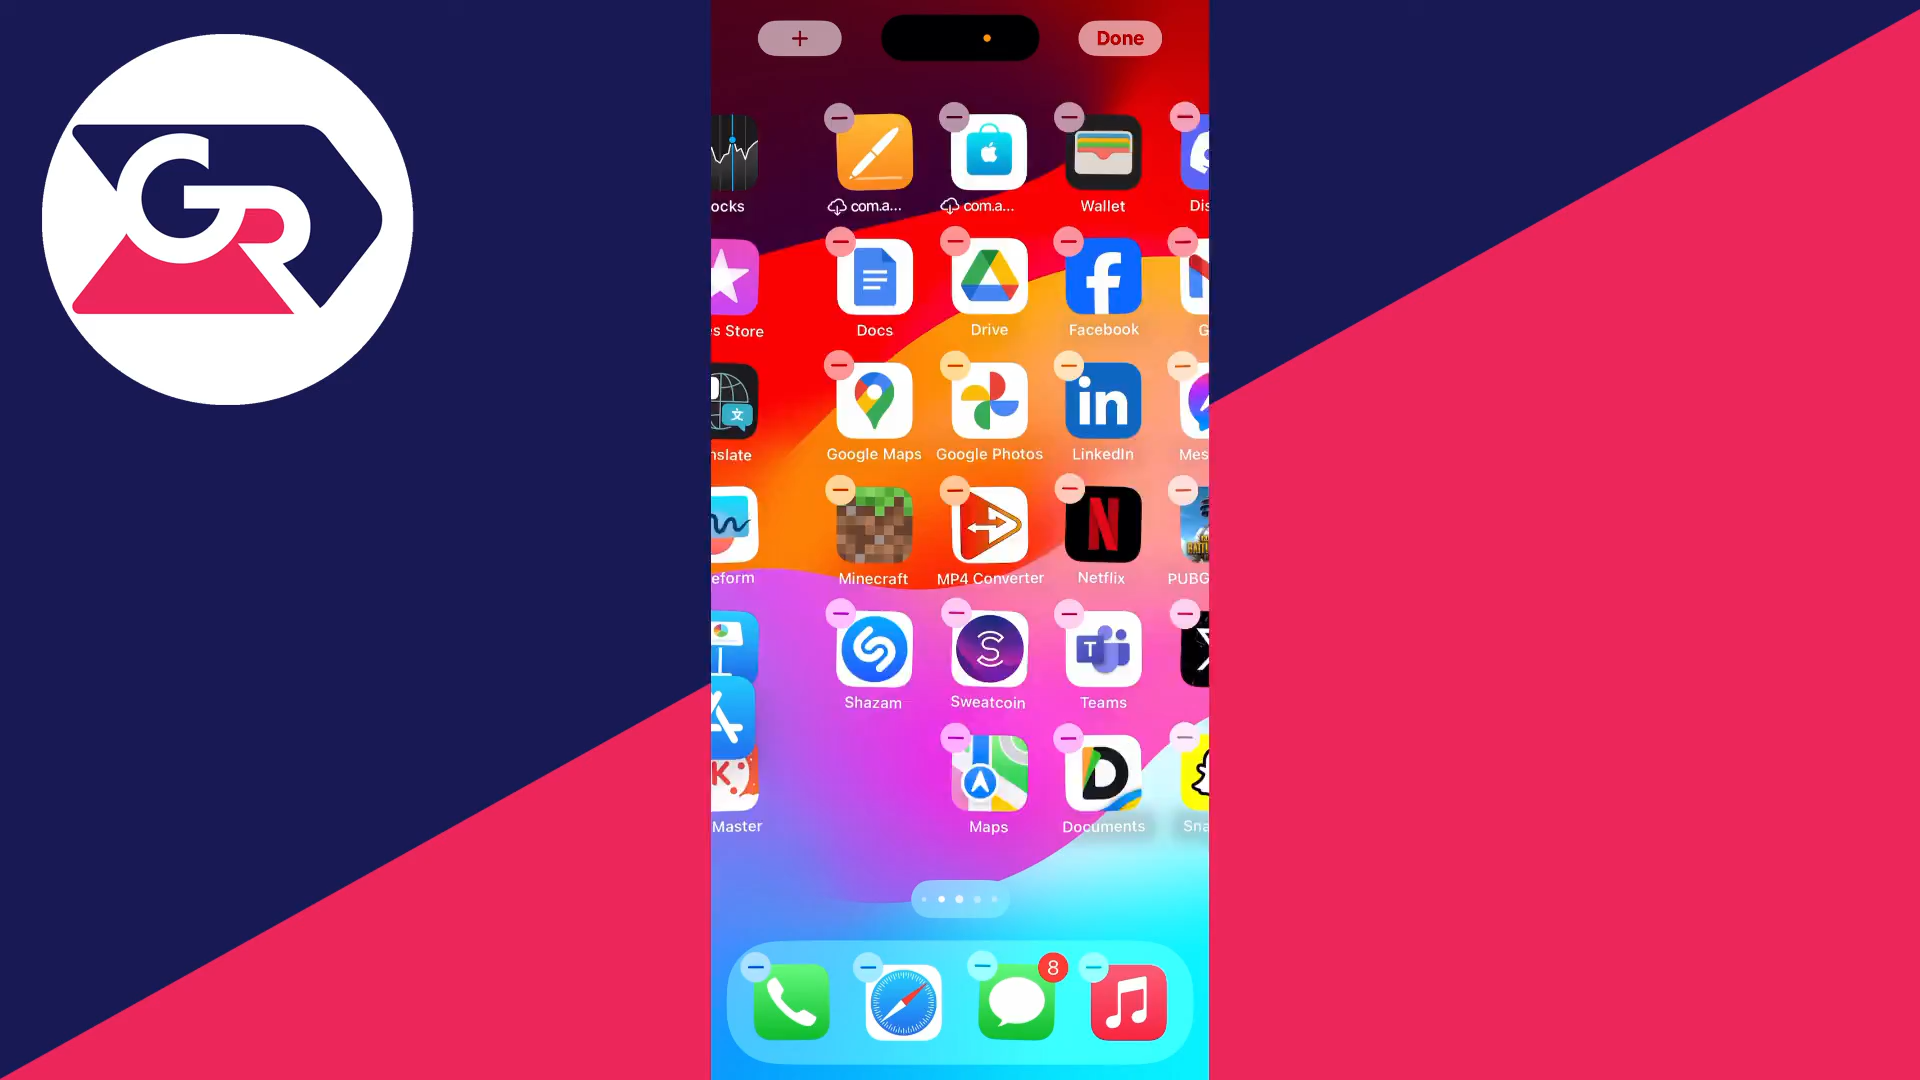 GR
+
Done
ocks
com.a...
com.a...
Wallet
Dis
s Store
Docs
Drive
Facebook
G
nslate
Google Maps
Google Photos
LinkedIn
Mes
eform
Minecraft
MP4 Converter
Netflix
PUBG
Shazam
Sweatcoin
Teams
Master
Maps
Documents
Sna
8